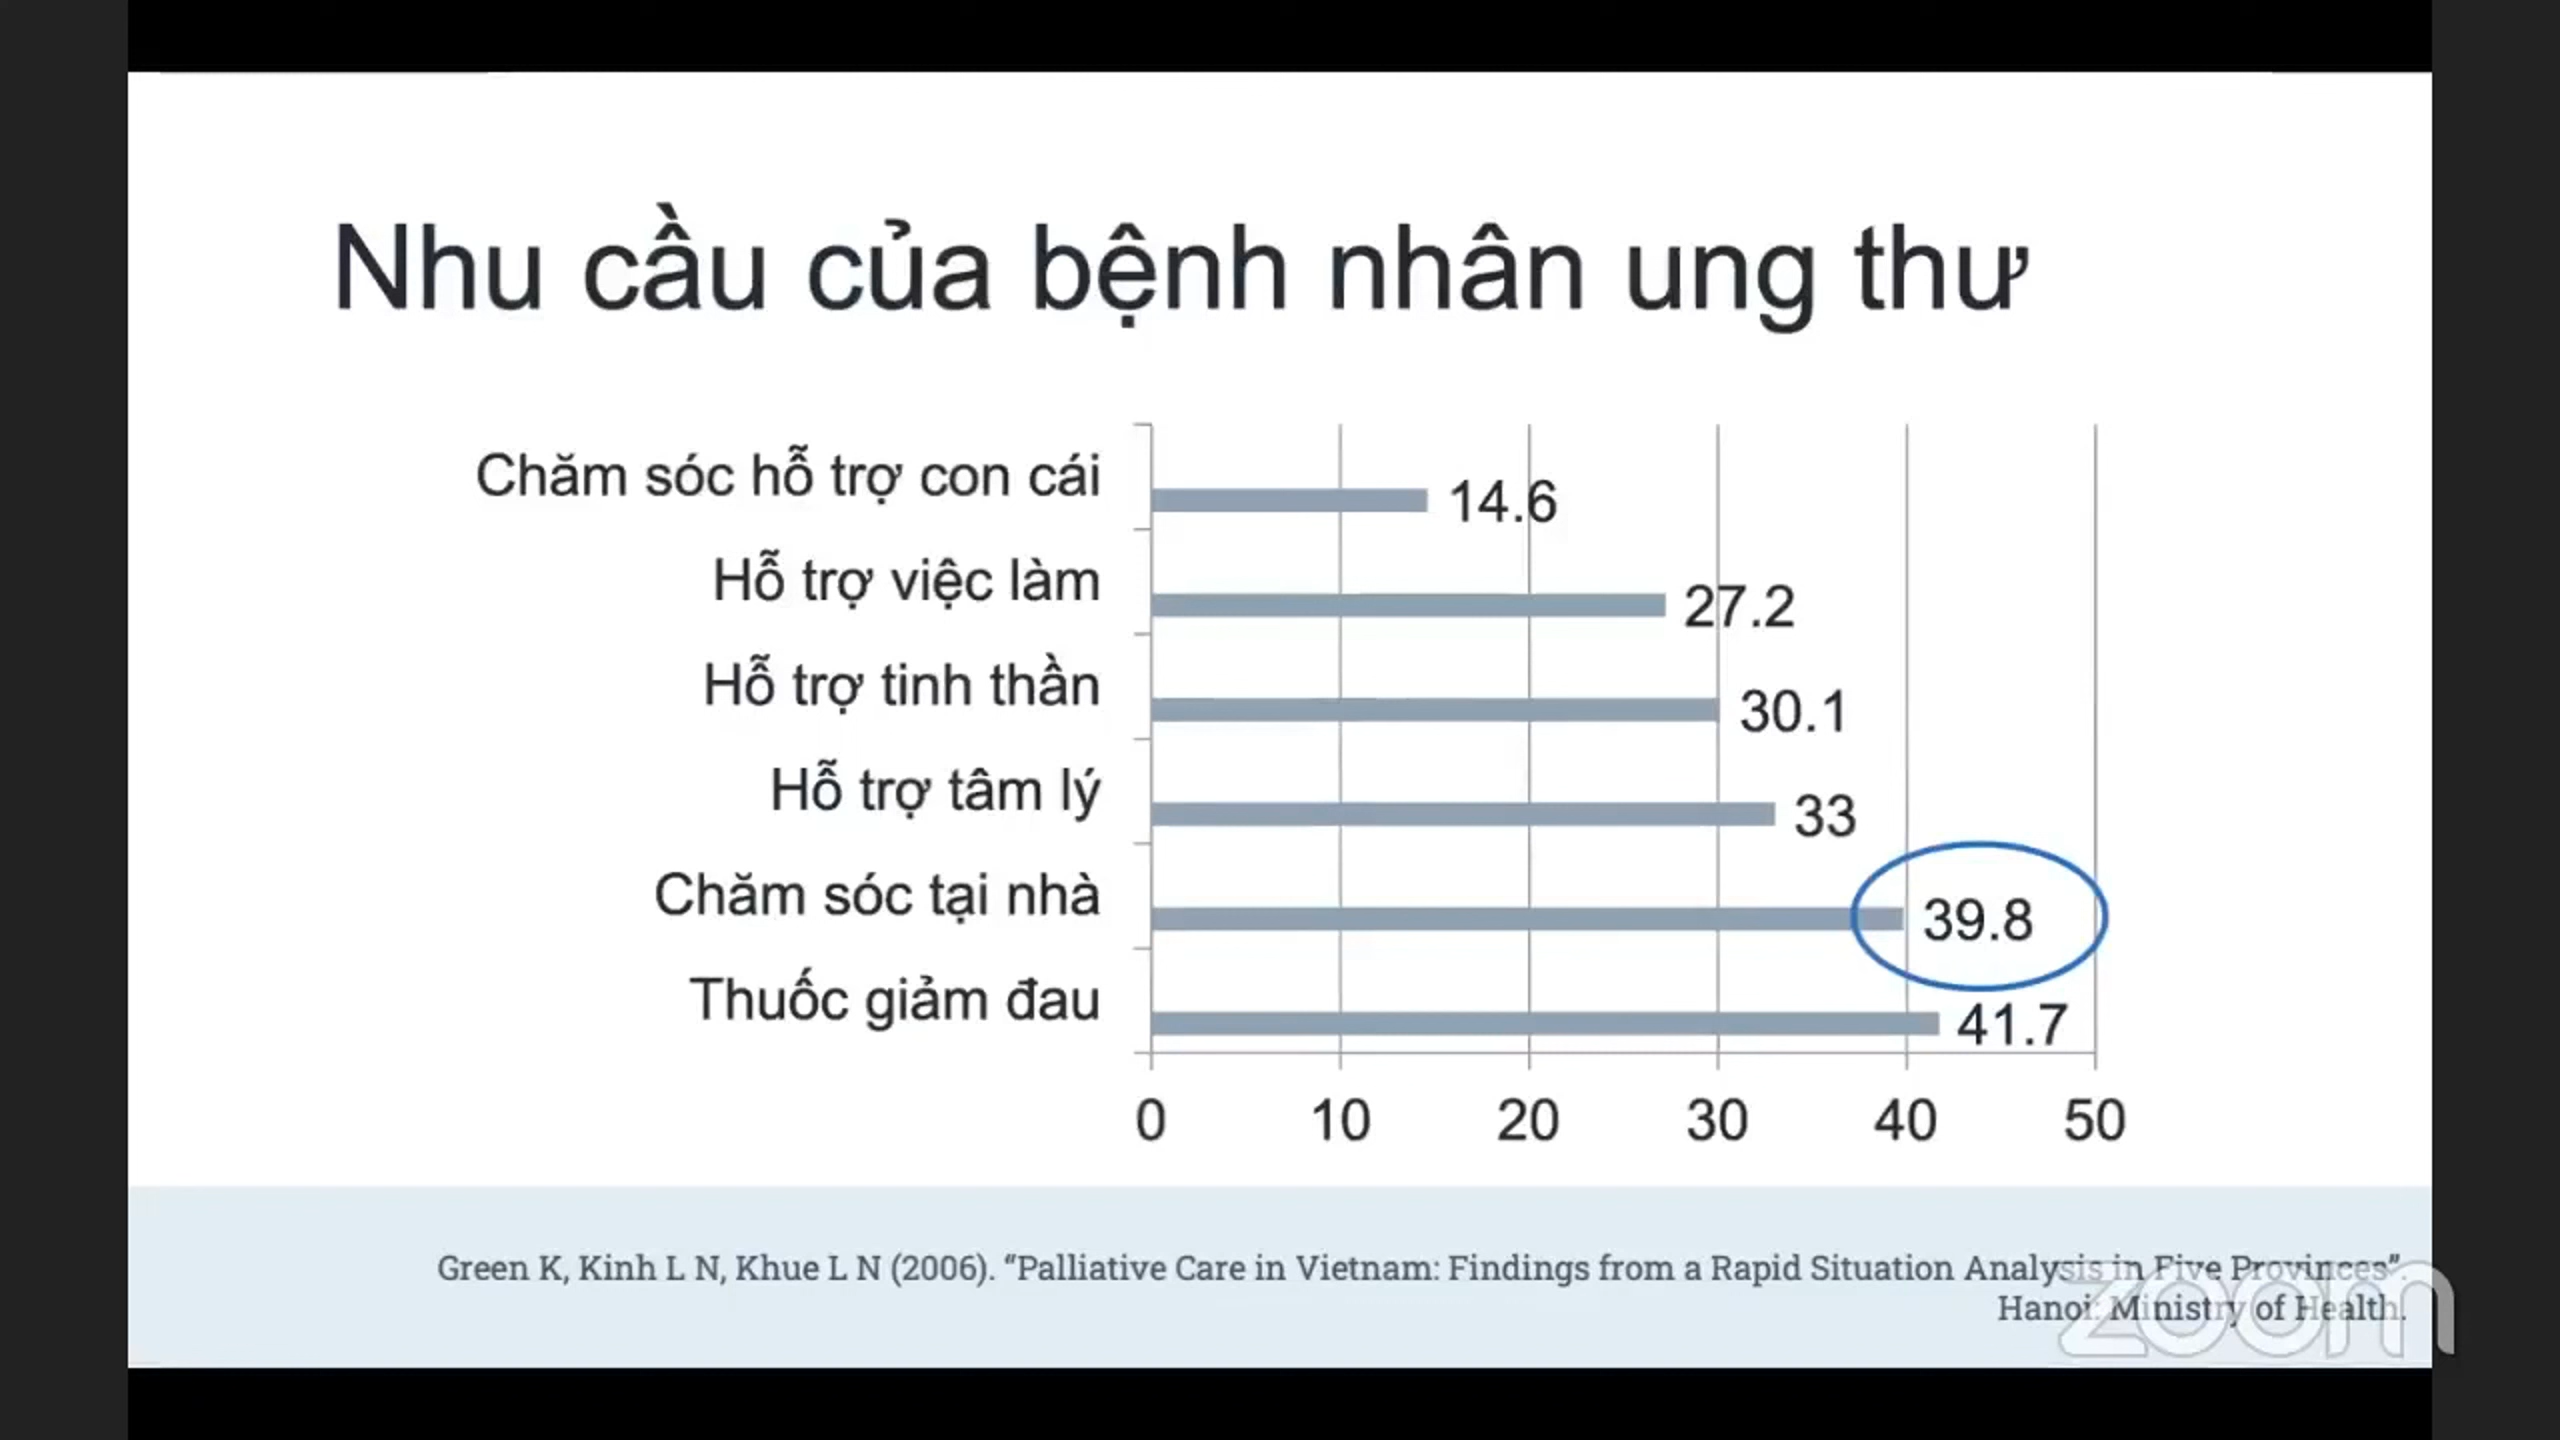 Nhu cầu của bệnh nhân ung thư
Chăm sóc hỗ trợ con cái
14.6
Hỗ trợ việc làm
27.2
Hỗ trợ tinh thần
30.1
Hỗ trợ tâm lý
33
Chăm sóc tại nhà
39.8
Thuốc giảm đau
41.7
0 10 20 30 40 50
Green K, Kinh L N, Khue L N (2006). “Palliative Care in Vietnam: Findings from a Rapid Situation Analysis in Five Provinces”.
Hanoi: Ministry of Health.
zoom